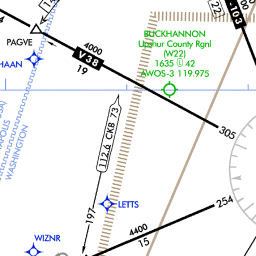 PAGVE
4000
V38
19
22
-103
BUCKHANNON
Upshur County Rgnl
(W22)
1635 Ⓛ 42
AWOS-3 119.975
HAAN
WASHINGTON
112.6 CKB 73
305
LETTS
197
254
4400
15
WIZNR